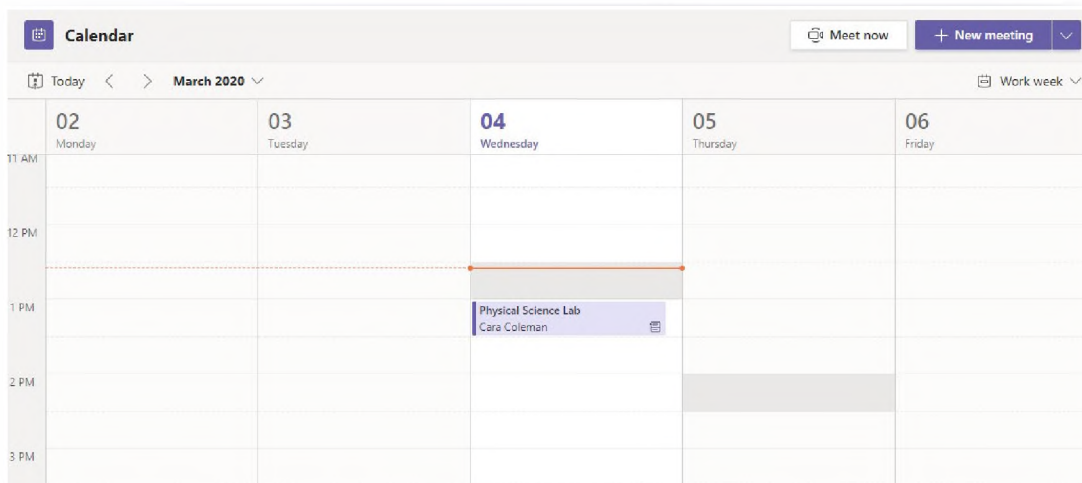 Calendar
Meet now
+ New meeting
Today
March 2020
Work week
02
03
04
05
06
Monday
Tuesday
Wednesday
Thursday
Friday
11 AM
12 PM
1 PM
Physical Science Lab
Cara Coleman
2 PM
3 PM